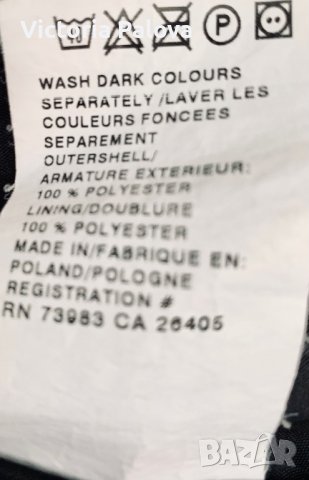 Victoria Palova
40
P
WASH DARK COLOURS
SEPARATELY /LAVER LES
COULEURS FONCEES
SEPAREMENT
OUTERSHELL/
ARMATURE EXTERIEUR:
100 % POLYESTER
LINING/DOUBLURE
100 % POLYESTER
MADE IN/FABRIQUE EN:
POLAND/POLOGNE
REGISTRATION #
RN 73983 CA 26405
BAZAR